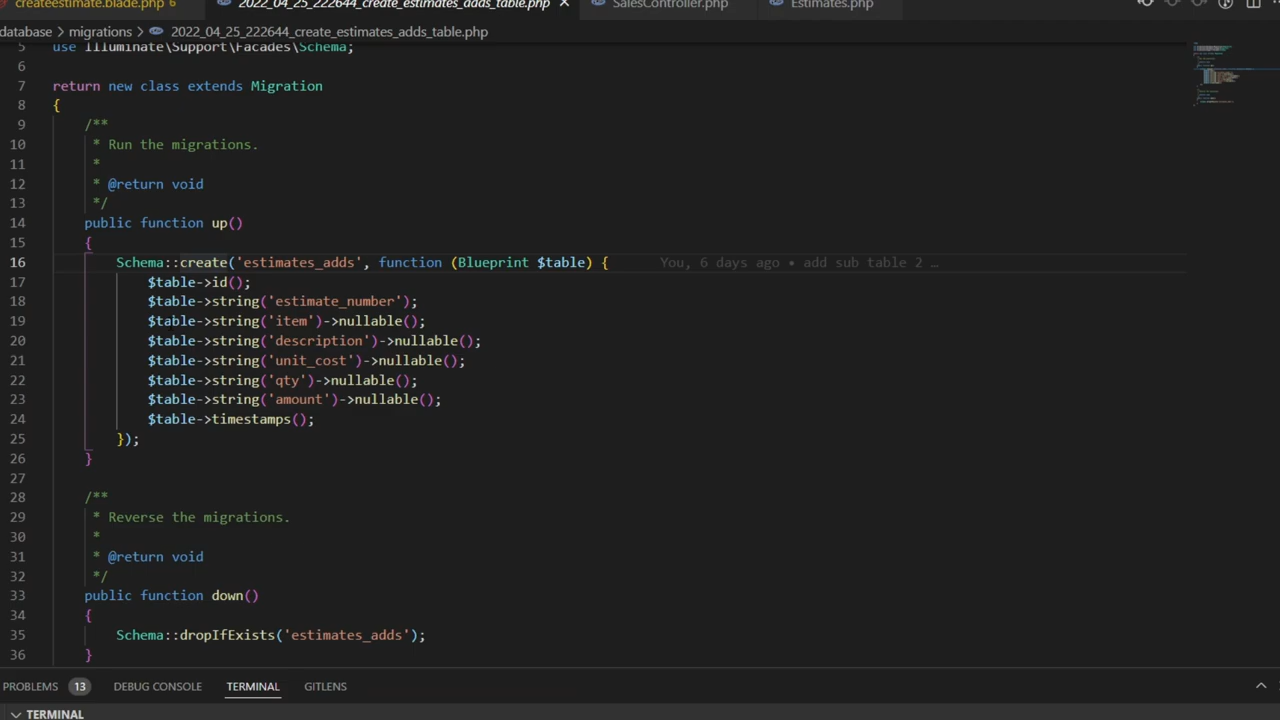 createestimate.blade.php 6 2022_04_25_222644_create_estimates_adds_table.php SalesController.php Estimates.php
database > migrations > 2022_04_25_222644_create_estimates_adds_table.php
5 use Illuminate\Support\Facades\Schema;
6
7 return new class extends Migration
8 {
9 /**
10 * Run the migrations.
11 *
12 * @return void
13 */
14 public function up()
15 {
16 Schema::create('estimates_adds', function (Blueprint $table) { You, 6 days ago • add sub table 2 …
17 $table->id();
18 $table->string('estimate_number');
19 $table->string('item')->nullable();
20 $table->string('description')->nullable();
21 $table->string('unit_cost')->nullable();
22 $table->string('qty')->nullable();
23 $table->string('amount')->nullable();
24 $table->timestamps();
25 });
26 }
27
28 /**
29 * Reverse the migrations.
30 *
31 * @return void
32 */
33 public function down()
34 {
35 Schema::dropIfExists('estimates_adds');
36 }
PROBLEMS 13 DEBUG CONSOLE TERMINAL GITLENS
TERMINAL